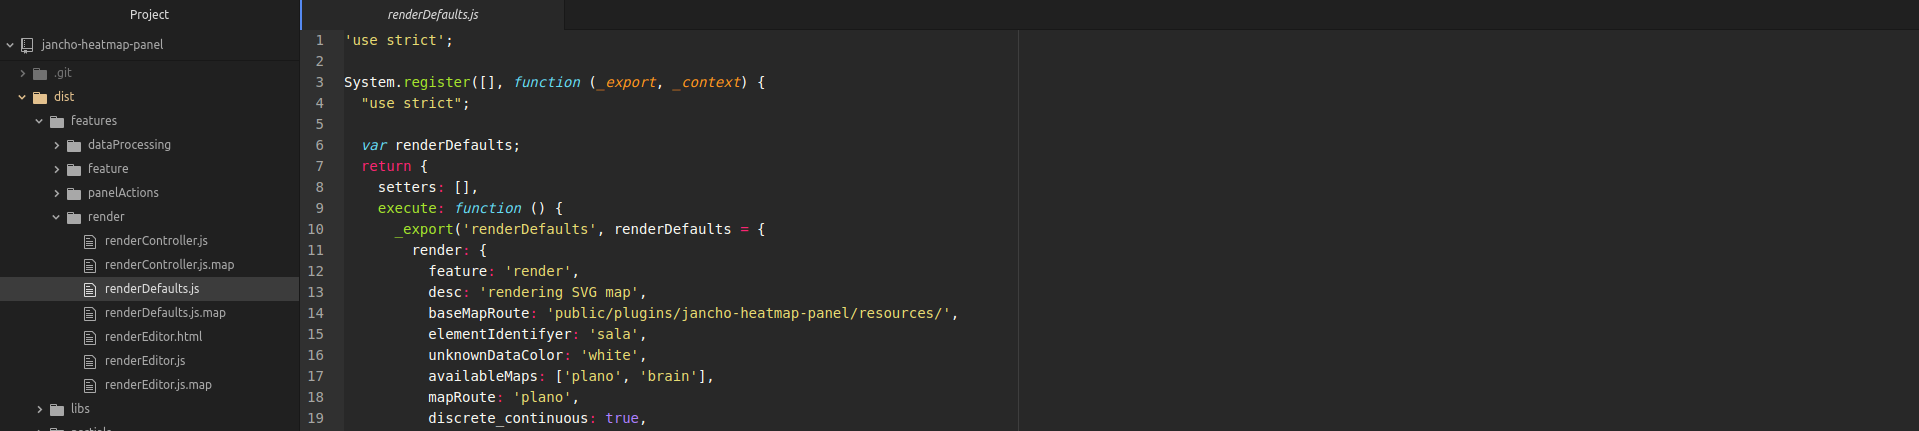 Project
jancho-heatmap-panel
.git
dist
features
dataProcessing
feature
panelActions
render
renderController.js
renderController.js.map
renderDefaults.js
renderDefaults.js.map
renderEditor.html
renderEditor.js
renderEditor.js.map
libs
renderDefaults.js
1 'use strict';
2
3 System.register([], function (_export, _context) {
4   "use strict";
5
6   var renderDefaults;
7   return {
8     setters: [],
9     execute: function () {
10       _export('renderDefaults', renderDefaults = {
11         render: {
12           feature: 'render',
13           desc: 'rendering SVG map',
14           baseMapRoute: 'public/plugins/jancho-heatmap-panel/resources/',
15           elementIdentifyer: 'sala',
16           unknownDataColor: 'white',
17           availableMaps: ['plano', 'brain'],
18           mapRoute: 'plano',
19           discrete_continuous: true,